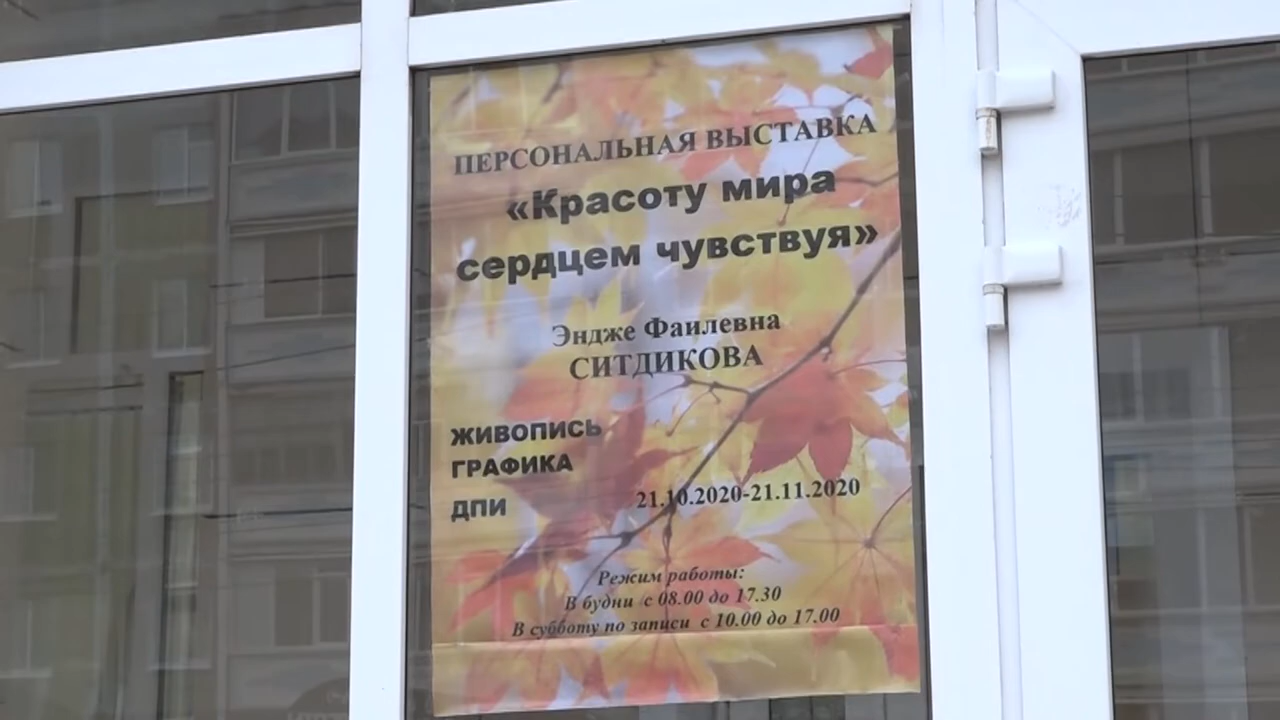 ПЕРСОНАЛЬНАЯ ВЫСТАВКА
«Красоту мира
сердцем чувствуя»
Эндже Фаилевна
СИТДИКОВА
ЖИВОПИСЬ
ГРАФИКА
ДПИ
21.10.2020-21.11.2020
Режим работы:
В будни с 08.00 до 17.30
В субботу по записи с 10.00 до 17.00